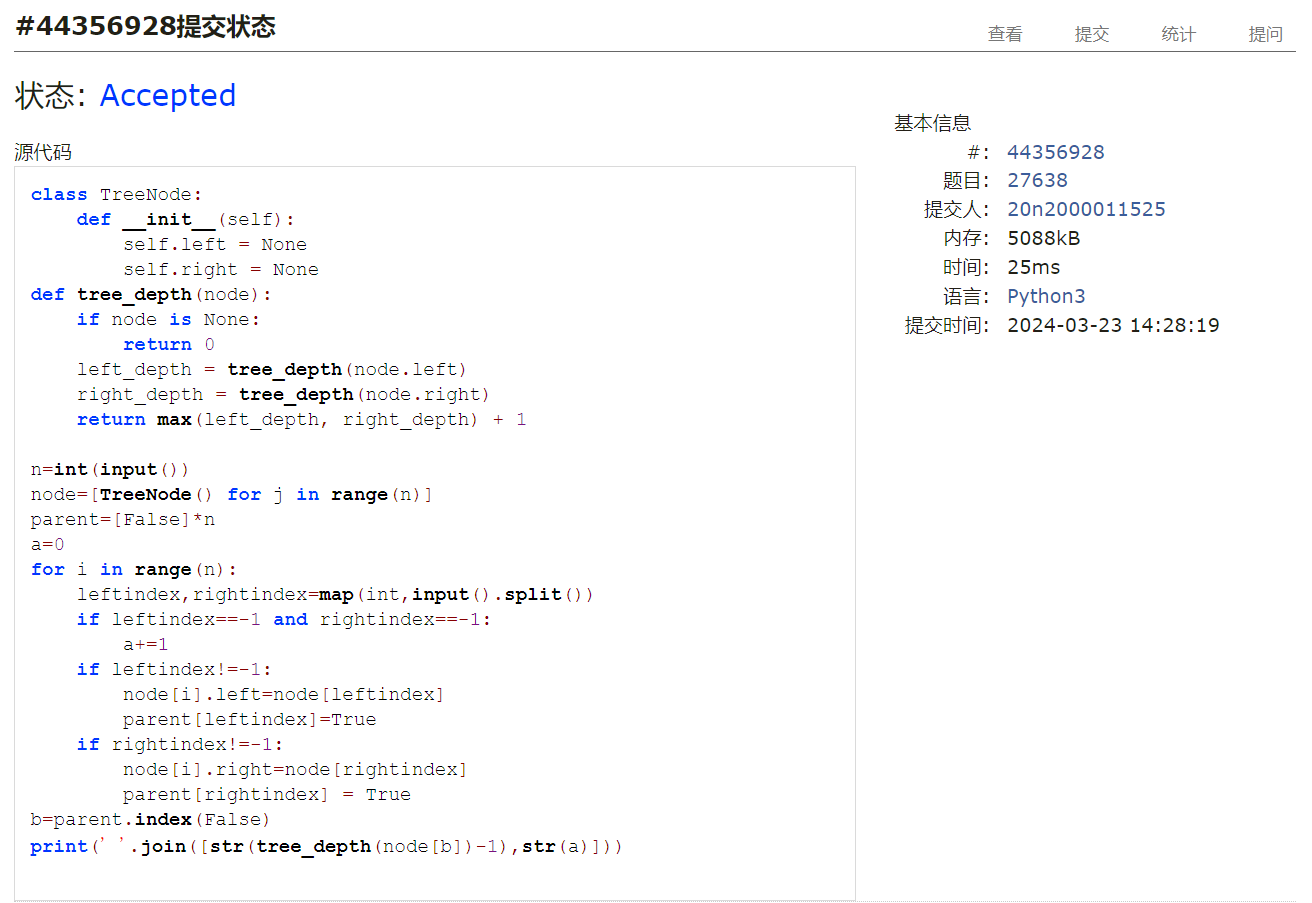 #44356928提交状态
查看 提交 统计 提问
状态: Accepted
源代码
class TreeNode:
    def __init__(self):
        self.left = None
        self.right = None
def tree_depth(node):
    if node is None:
        return 0
    left_depth = tree_depth(node.left)
    right_depth = tree_depth(node.right)
    return max(left_depth, right_depth) + 1

n=int(input())
node=[TreeNode() for j in range(n)]
parent=[False]*n
a=0
for i in range(n):
    leftindex,rightindex=map(int,input().split())
    if leftindex==-1 and rightindex==-1:
        a+=1
    if leftindex!=-1:
        node[i].left=node[leftindex]
        parent[leftindex]=True
    if rightindex!=-1:
        node[i].right=node[rightindex]
        parent[rightindex] = True
b=parent.index(False)
print(' '.join([str(tree_depth(node[b])-1),str(a)]))
基本信息
#: 44356928
题目: 27638
提交人: 20n2000011525
内存: 5088kB
时间: 25ms
语言: Python3
提交时间: 2024-03-23 14:28:19